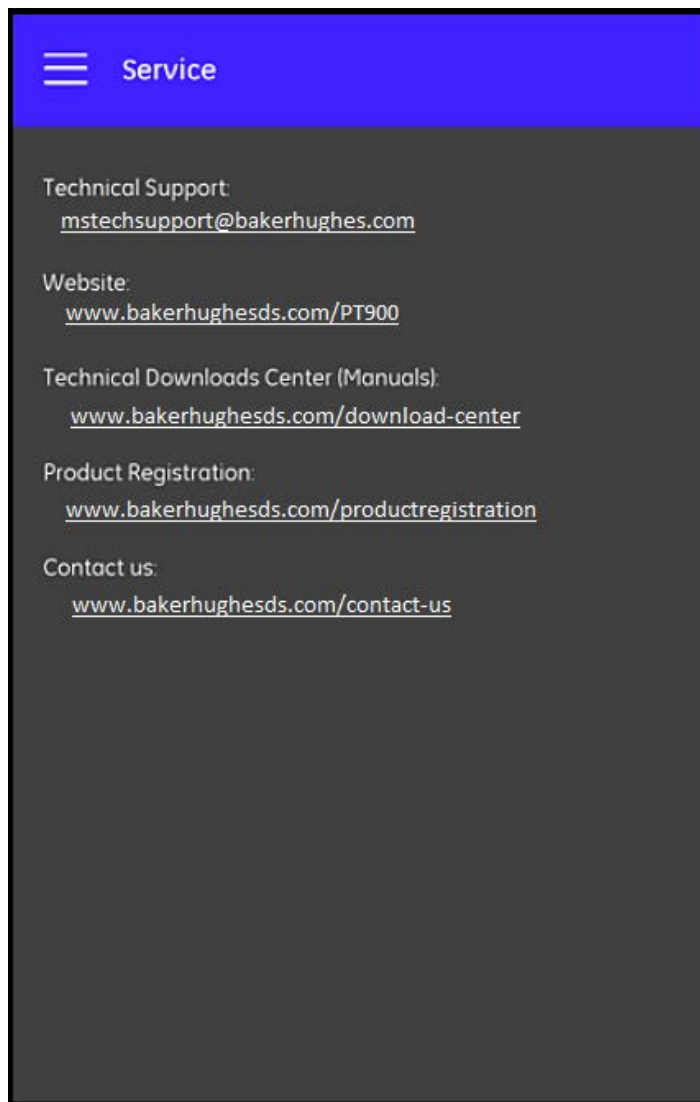 Service
Technical Support:
mstechsupport@bakerhughes.com
Website:
www.bakerhughesds.com/PT900
Technical Downloads Center (Manuals):
www.bakerhughesds.com/download-center
Product Registration:
www.bakerhughesds.com/productregistration
Contact us:
www.bakerhughesds.com/contact-us